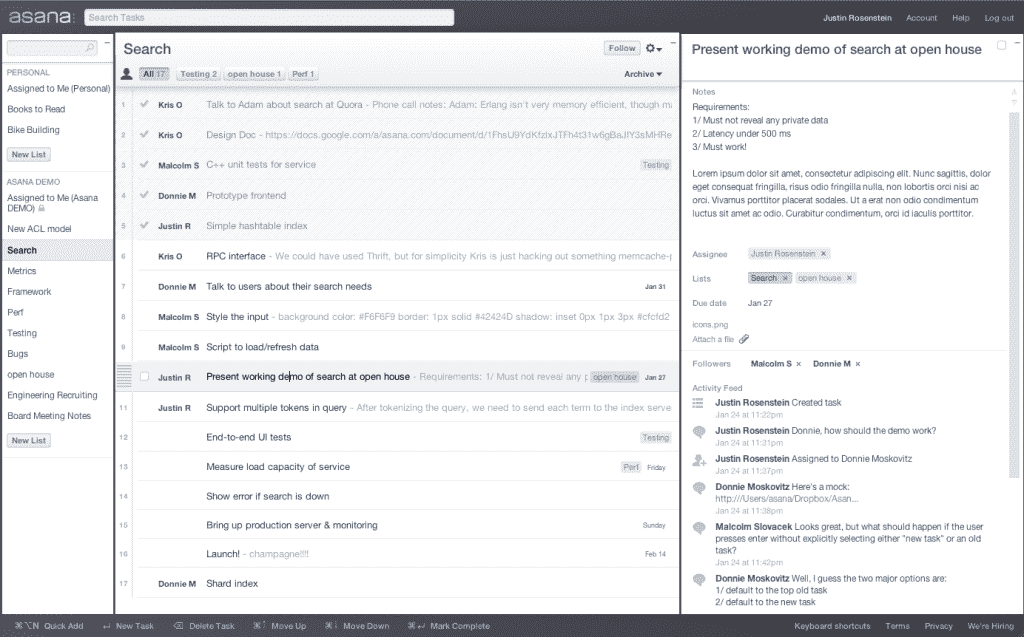 asana:
Search Tasks
Justin Rosenstein Account Help Log out
PERSONAL
Assigned to Me (Personal)
Books to Read
Bike Building
New List
ASANA DEMO
Assigned to Me (Asana
DEMO)
New ACL model
Search
Metrics
Framework
Perf
Testing
Bugs
open house
Engineering Recruiting
Board Meeting Notes
New List
Search
Follow
All 17 Testing 2 open house 1 Perf 1
Archive
1 Kris O Talk to Adam about search at Quora - Phone call notes: Adam: Erlang isn't very memory efficient, though
2 Kris O Design Doc - https://docs.google.com/a/asana.com/document/d/
3 Malcolm S C++ unit tests for service Testing
4 Donnie M Prototype frontend
5 Justin R Simple hashtable index
6 Kris O RPC interface - We could have used Thrift, but for simplicity Kris is just hacking out something memcache-p
7 Donnie M Talk to users about their search needs Jan 31
8 Malcolm S Style the input - background color: #F6F6F9 border: 1px solid #42424D shadow: inset 0px 1px 3px #cfcfd2
9 Malcolm S Script to load/refresh data
Justin R Present working demo of search at open house - Requirements: 1/ Must not reveal any p open house Jan 27
11 Justin R Support multiple tokens in query - After tokenizing the query, we need to send each term to the index serve
12 End-to-end UI tests Testing
13 Measure load capacity of service Perf Friday
14 Show error if search is down
15 Bring up production server & monitoring Sunday
16 Launch! - champagne!!!!
Feb 14
17 Donnie M Shard index
Present working demo of search at open house
Notes
Requirements:
1/ Must not reveal any private data
2/ Latency under 500 ms
3/ Must work!
Lorem ipsum dolor sit amet, consectetur adipiscing elit. Nunc sagittis, dolor
eget consequat fringilla, risus odio fringilla nulla, non lobortis orci nisi ac
orci. Vivamus porttitor placerat sodales. Ut a erat non odio condimentum
luctus sit amet ac odio. Curabitur condimentum, orci id iaculis porttitor.
Assignee Justin Rosenstein ×
Lists Search × open house ×
Due date Jan 27
icons.png
Attach a file
Followers Malcolm S × Donnie M ×
Activity Feed
Justin Rosenstein Created task
Jan 24 at 11:22pm
Justin Rosenstein Donnie, how should the demo work?
Jan 24 at 11:31pm
Justin Rosenstein Assigned to Donnie Moskovitz
Jan 24 at 11:37pm
Donnie Moskovitz Here's a mock:
http:///Users/asana/Dropbox/Asan...
Jan 24 at 11:38pm
Malcolm Slovacek Looks great, but what should happen if the user
presses enter without explicitly selecting either "new task" or an old
task?
Jan 24 at 11:42pm
Donnie Moskovitz Well, I guess the two major options are:
1/ default to the top old task
2/ default to the new task
⌘⌥N Quick Add ↵ New Task ⌫ Delete Task ⌘↑ Move Up ⌘↓ Move Down ⌘↵ Mark Complete
Keyboard shortcuts Terms Privacy We're Hiring